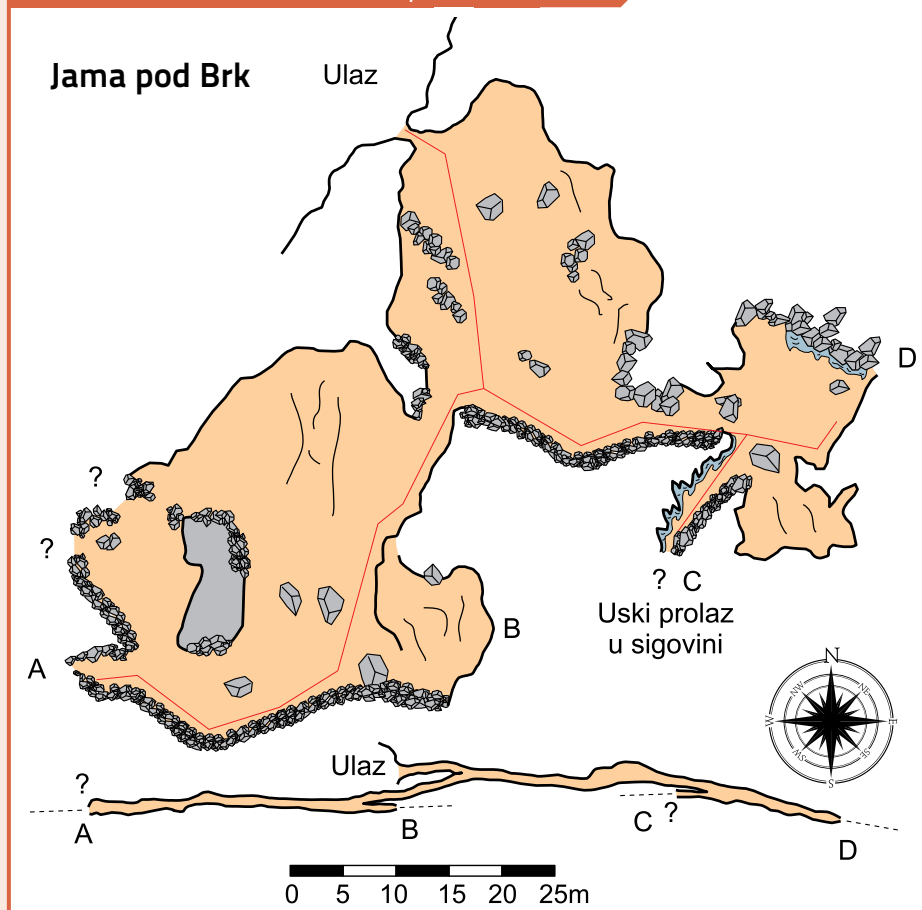 Jama pod Brk
Ulaz
D
?
?
B
A
? C
Uski prolaz
u sigovini
N
NW NE
W E
SW SE
S
Ulaz
?
A
B
C ?
D
0 5 10 15 20 25m